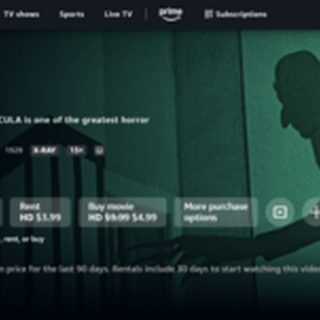 TV shows Sports Live TV prime Subscriptions
CULA is one of the greatest horror
1929 X-RAY 13+
Rent
HD $3.99
Buy movie
HD $9.99 $4.99
More purchase
options
, rent, or buy
n price for the last 90 days. Rentals include 30 days to start watching this video